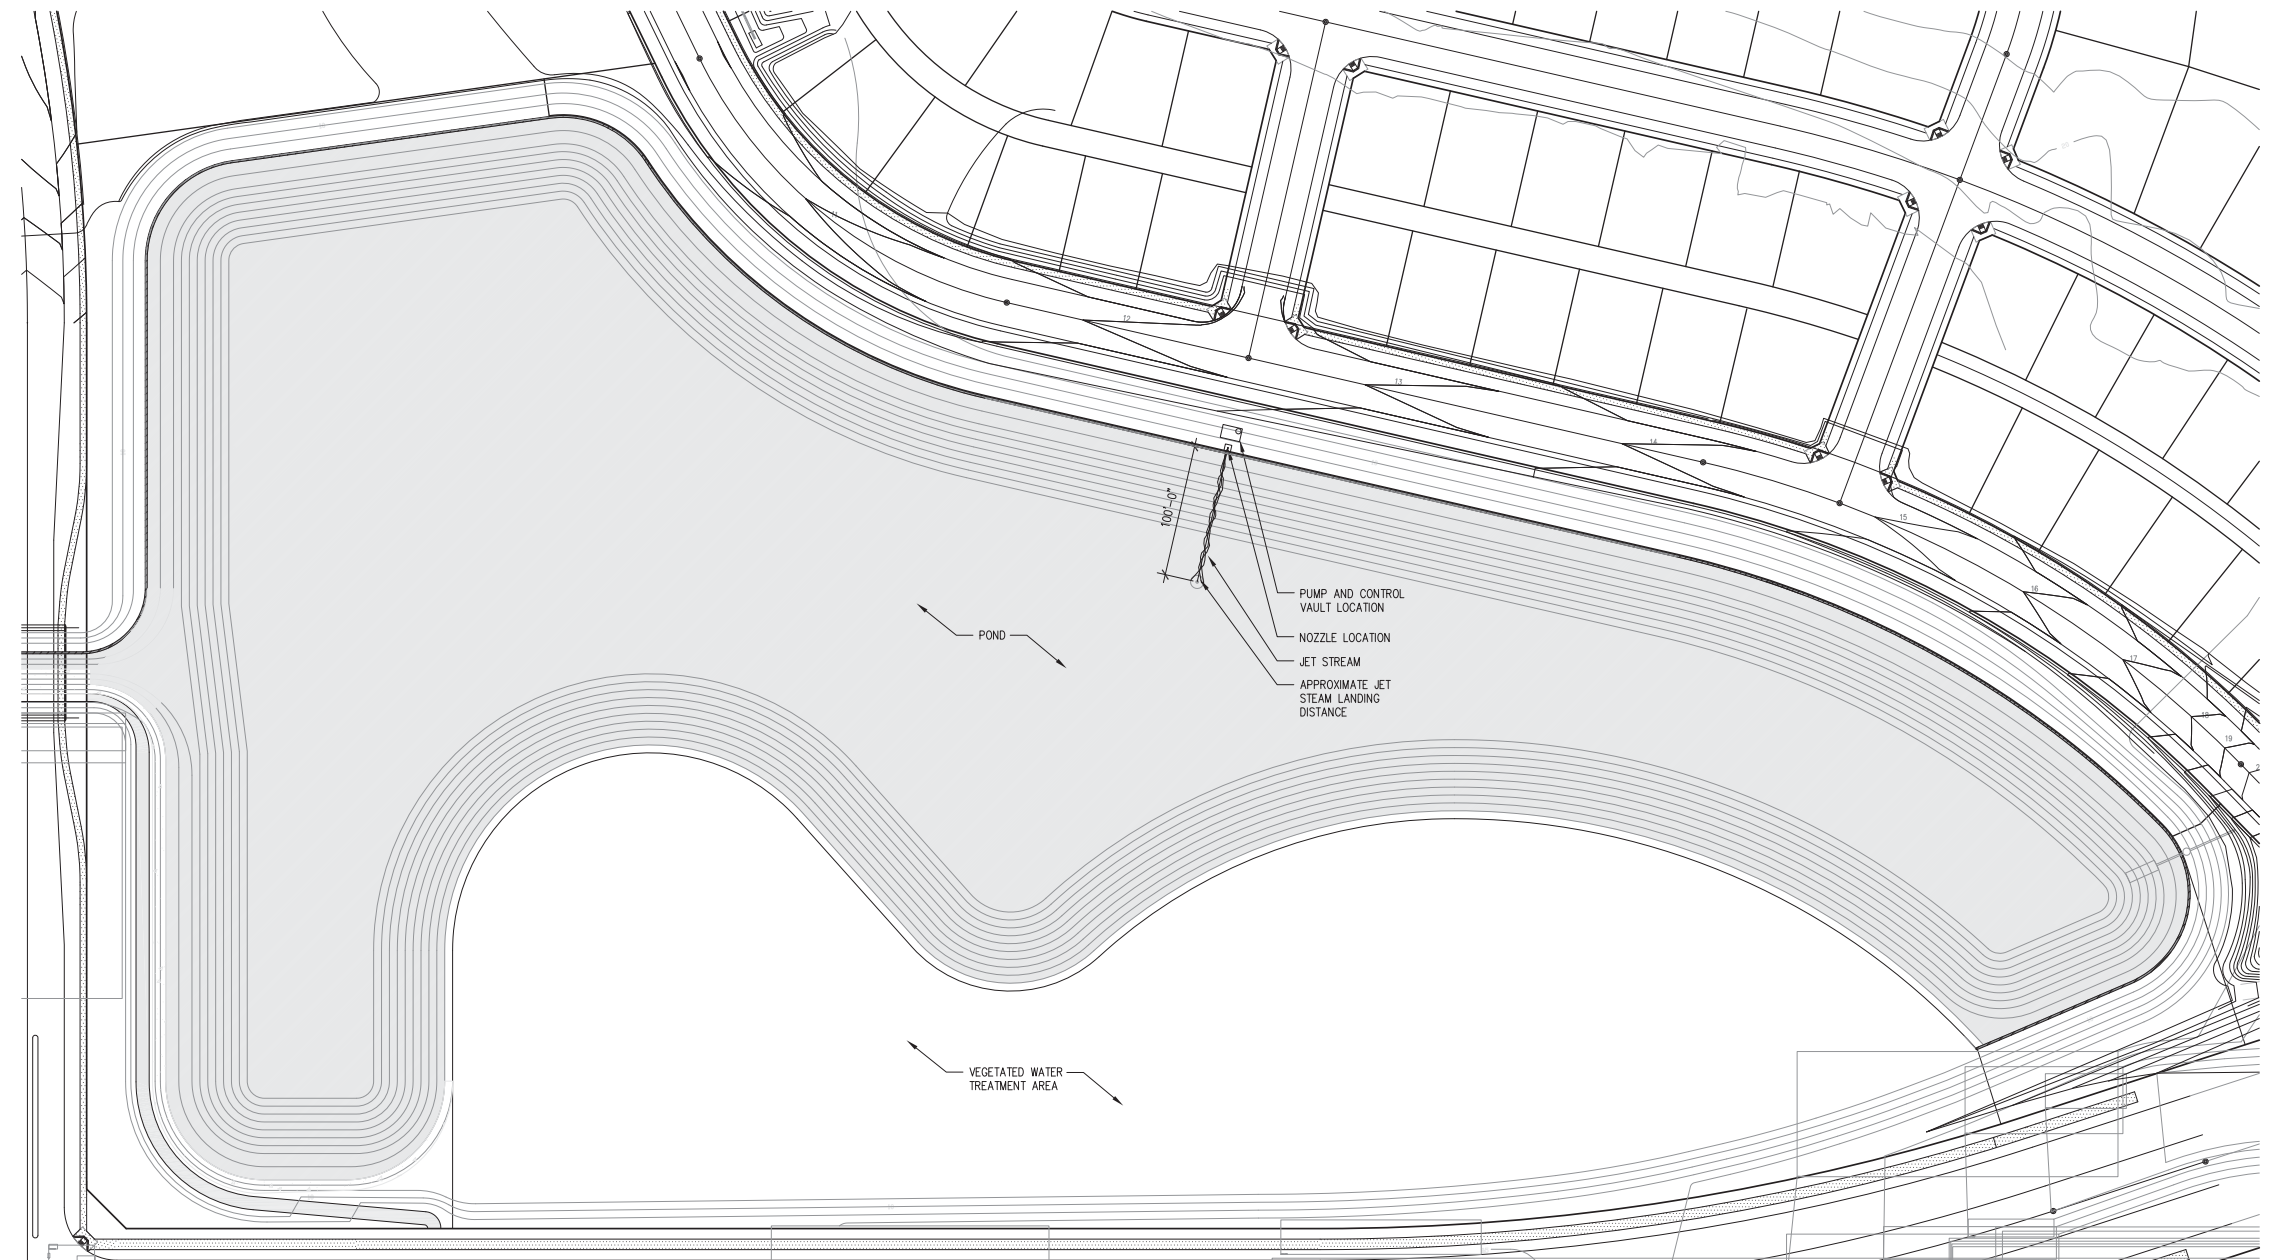 11
12
13
14
15
16
17
18
19
100'-0"
PUMP AND CONTROL
VAULT LOCATION
NOZZLE LOCATION
JET STREAM
APPROXIMATE JET
STEAM LANDING
DISTANCE
POND
VEGETATED WATER
TREATMENT AREA